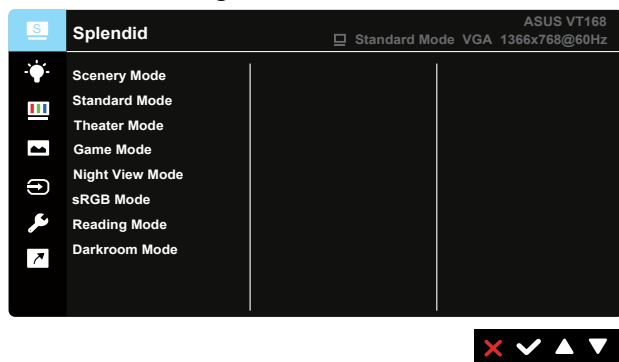 S
Splendid
ASUS VT168
Standard Mode VGA 1366x768@60Hz
Scenery Mode
Standard Mode
Theater Mode
Game Mode
Night View Mode
sRGB Mode
Reading Mode
Darkroom Mode